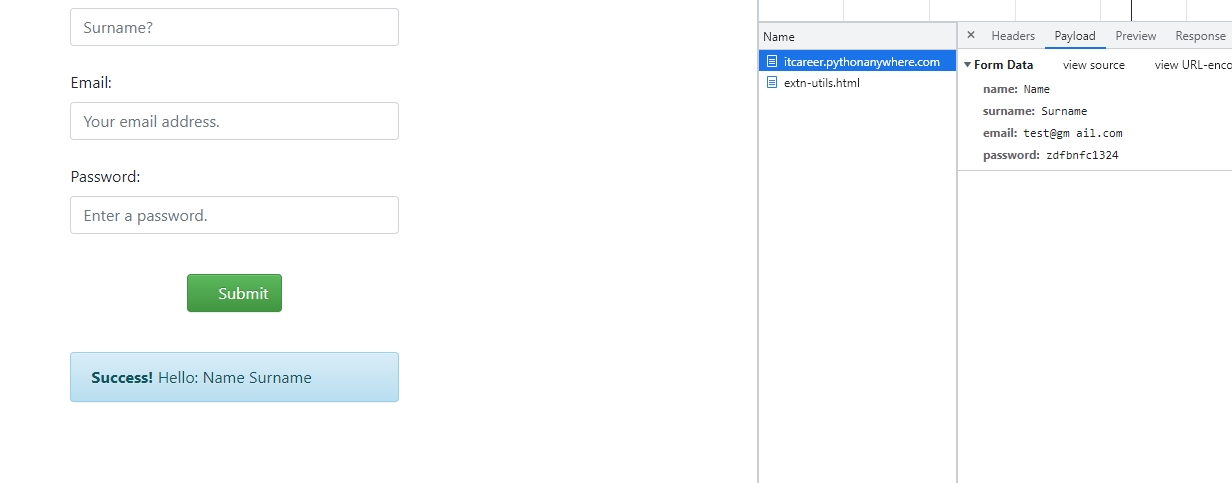 Surname?
Email:
Your email address.
Password:
Enter a password.
Submit
Success! Hello: Name Surname
Name
itcareer.pythonanywhere.com
extn-utils.html
× Headers Payload Preview Response
Form Data view source view URL-enco
name: Name
surname: Surname
email: test@gm ail.com
password: zdfbnfc1324